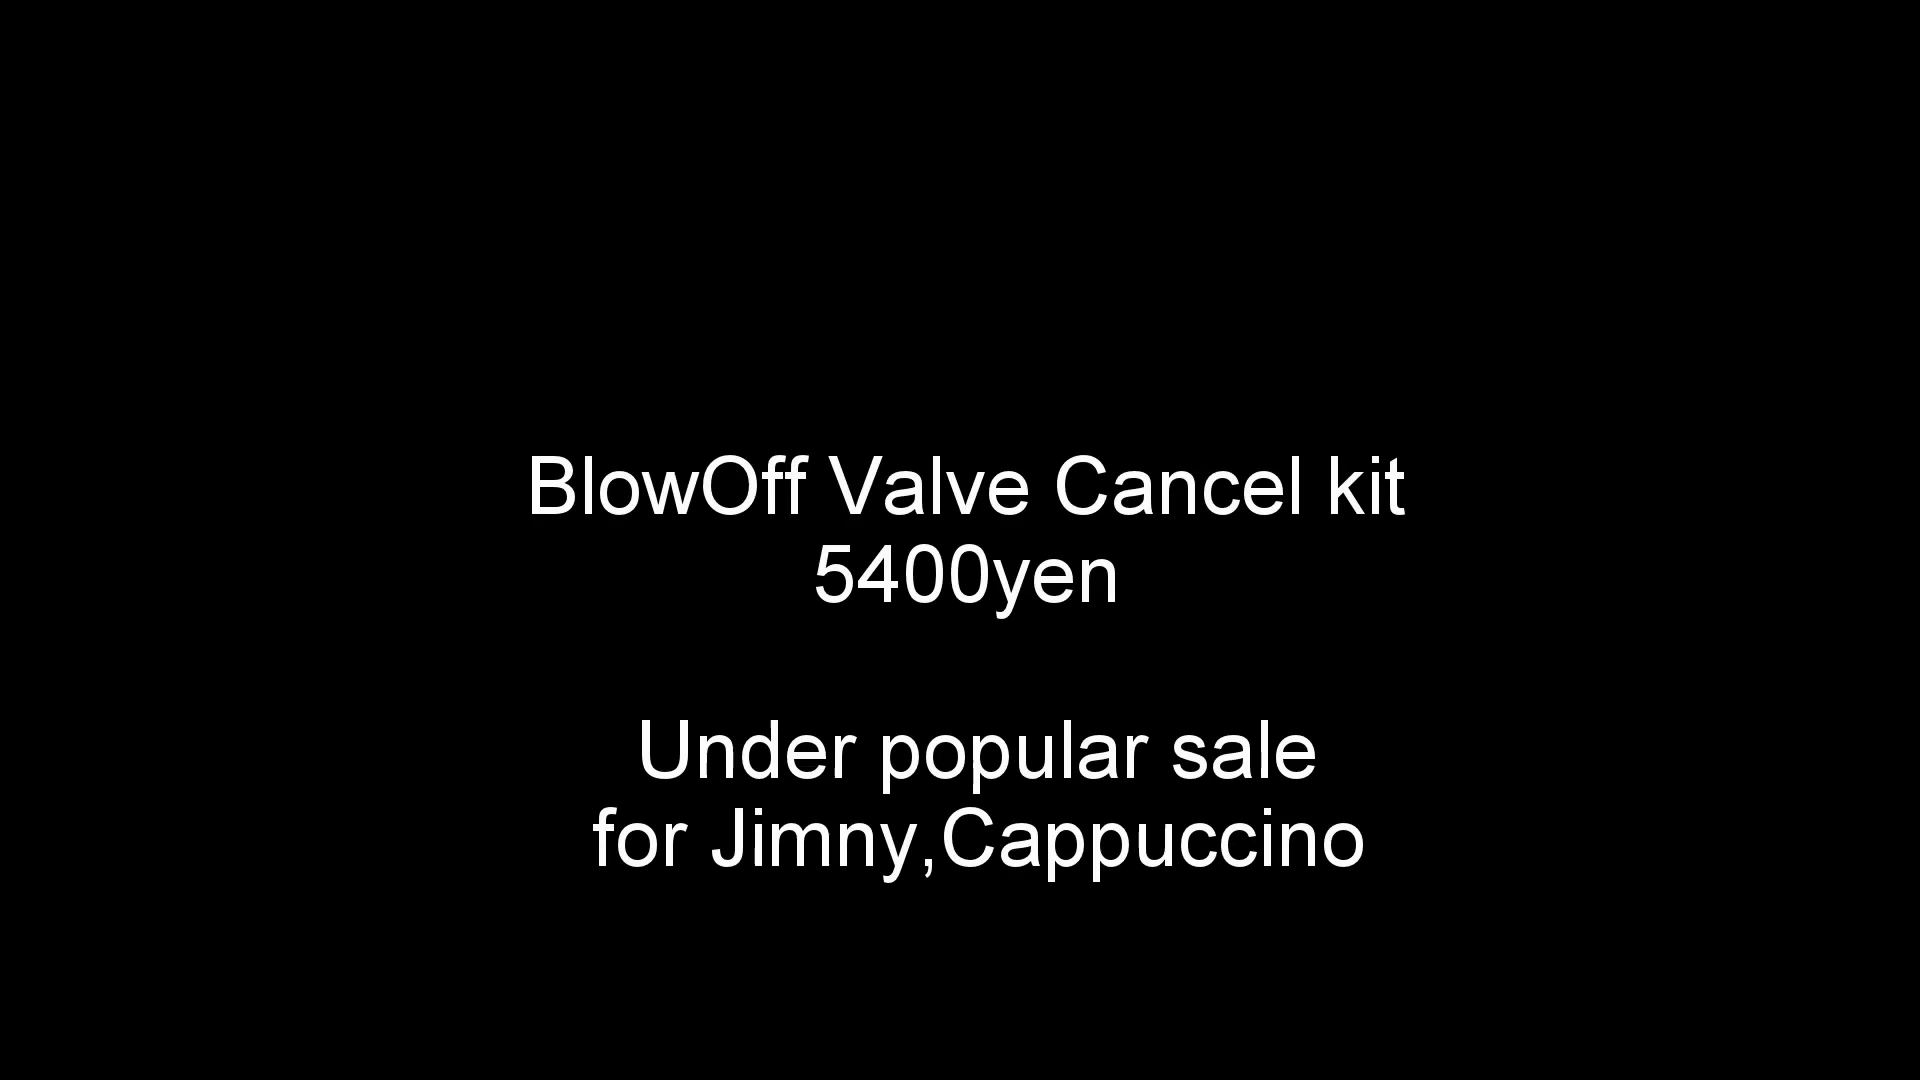 BlowOff Valve Cancel kit
5400yen
Under popular sale
for Jimny,Cappuccino